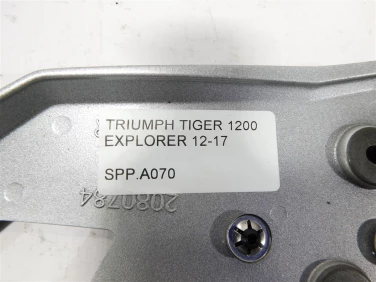 TRIUMPH TIGER 1200
EXPLORER 12-17
SPP.A070
2080784